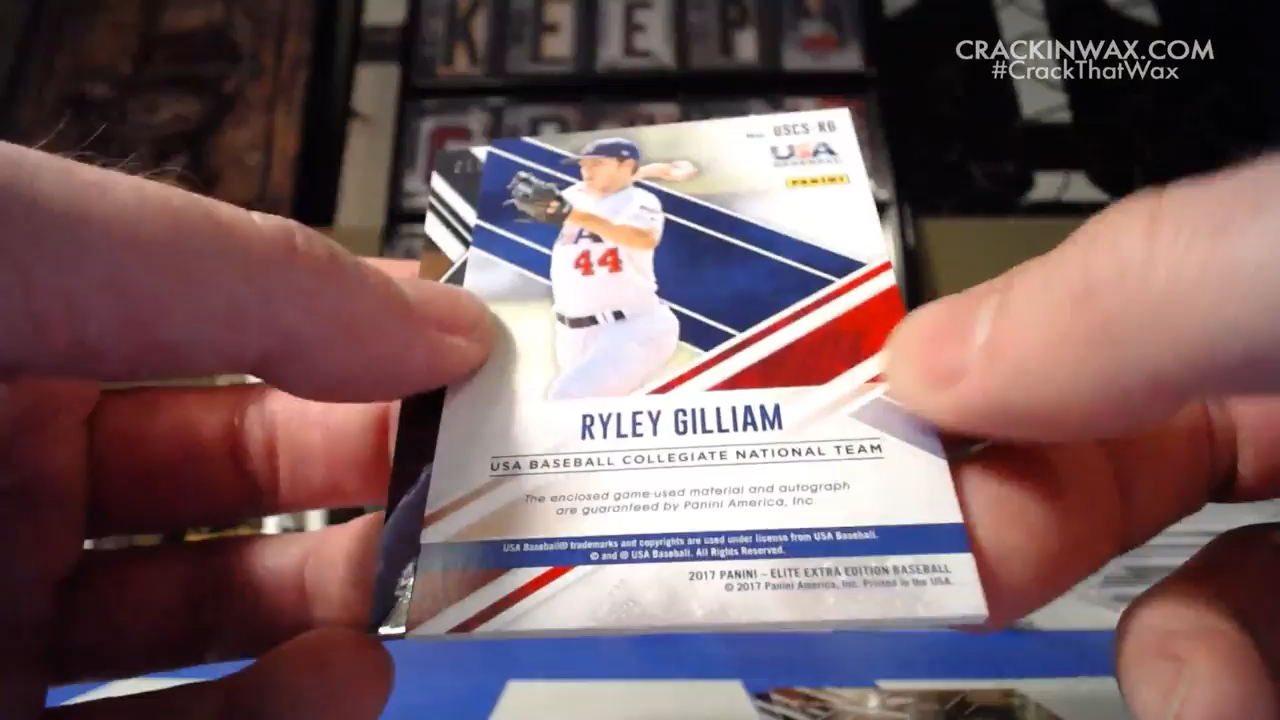 CRACKINWAX.COM
#CrackThatWax
KEEP
No. USCS-RG
USA
BASEBALL
PANINI
44
RYLEY GILLIAM
USA BASEBALL COLLEGIATE NATIONAL TEAM
The enclosed game-used material and autograph
are guaranteed by Panini America, Inc.
USA Baseball® trademarks and copyrights are used under license from USA Baseball.
© and ® USA Baseball. All Rights Reserved.
2017 PANINI – ELITE EXTRA EDITION BASEBALL
© 2017 Panini America, Inc. Printed in the USA.